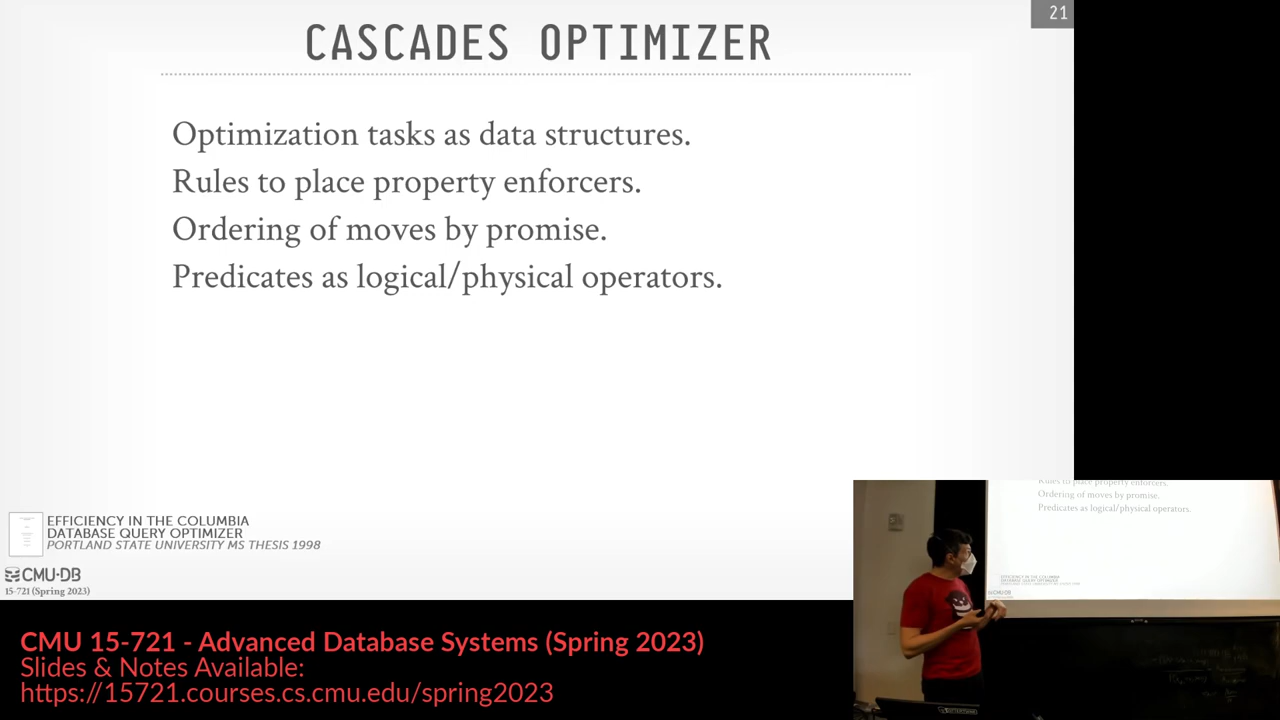 21
CASCADES OPTIMIZER
Optimization tasks as data structures.
Rules to place property enforcers.
Ordering of moves by promise.
Predicates as logical/physical operators.
EFFICIENCY IN THE COLUMBIA
DATABASE QUERY OPTIMIZER
PORTLAND STATE UNIVERSITY MS THESIS 1998
CMU·DB
15-721 (Spring 2023)
Rules to place property enforcers.
Ordering of moves by promise.
Predicates as logical/physical operators.
CMU 15-721 - Advanced Database Systems (Spring 2023)
Slides & Notes Available:
https://15721.courses.cs.cmu.edu/spring2023